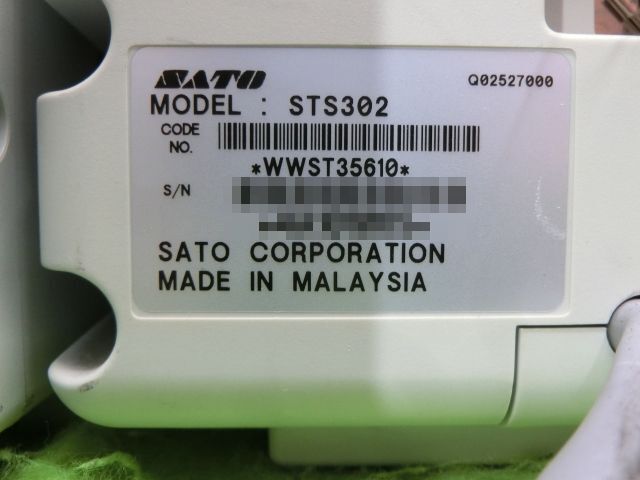 SATO
Q02527000
MODEL : STS302
CODE NO.
*WWST35610*
S/N
SATO CORPORATION
MADE IN MALAYSIA